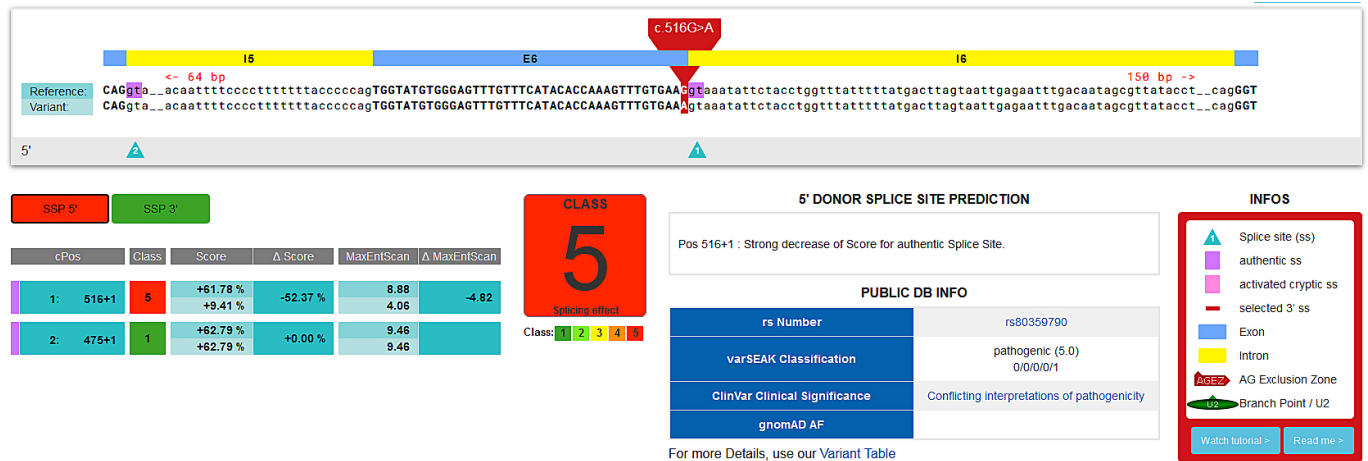 c.516G>A
I5 E6 I6
<- 64 bp 150 bp ->
Reference: CAGgta__acaattttcccctttttttacccccagTGGTATGTGGGAGTTTGTTTCATACACCAAAGTTTGTGAAGgtaaatattctacctggtttatttttatgacttagtaattgagaatttgacaatagcgttatacct__cagGGT
Variant: CAGgta__acaattttcccctttttttacccccagTGGTATGTGGGAGTTTGTTTCATACACCAAAGTTTGTGAAAgtaaatattctacctggtttatttttatgacttagtaattgagaatttgacaatagcgttatacct__cagGGT
5' 2 1
SSP 5' SSP 3'
cPos Class Score Δ Score MaxEntScan Δ MaxEntScan
1: 516+1 5 +61.78 % -52.37 % 8.88 -4.82
+9.41 % 4.06
2: 475+1 1 +62.79 % +0.00 % 9.46
+62.79 % 9.46
CLASS
5
Splicing effect
Class: 1 2 3 4 5
5' DONOR SPLICE SITE PREDICTION
Pos 516+1 : Strong decrease of Score for authentic Splice Site.
PUBLIC DB INFO
rs Number rs80359790
varSEAK Classification pathogenic (5.0)
0/0/0/0/1
ClinVar Clinical Significance Conflicting interpretations of pathogenicity
gnomAD AF
For more Details, use our Variant Table
INFOS
1 Splice site (ss)
authentic ss
activated cryptic ss
selected 3' ss
Exon
Intron
AGEZ AG Exclusion Zone
U2 Branch Point / U2
Watch tutorial > Read me >